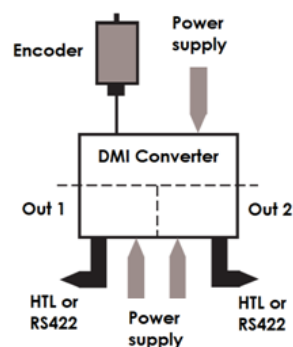 Power
supply
Encoder
DMI Converter
Out 1
Out 2
HTL or
RS422
Power
supply
HTL or
RS422